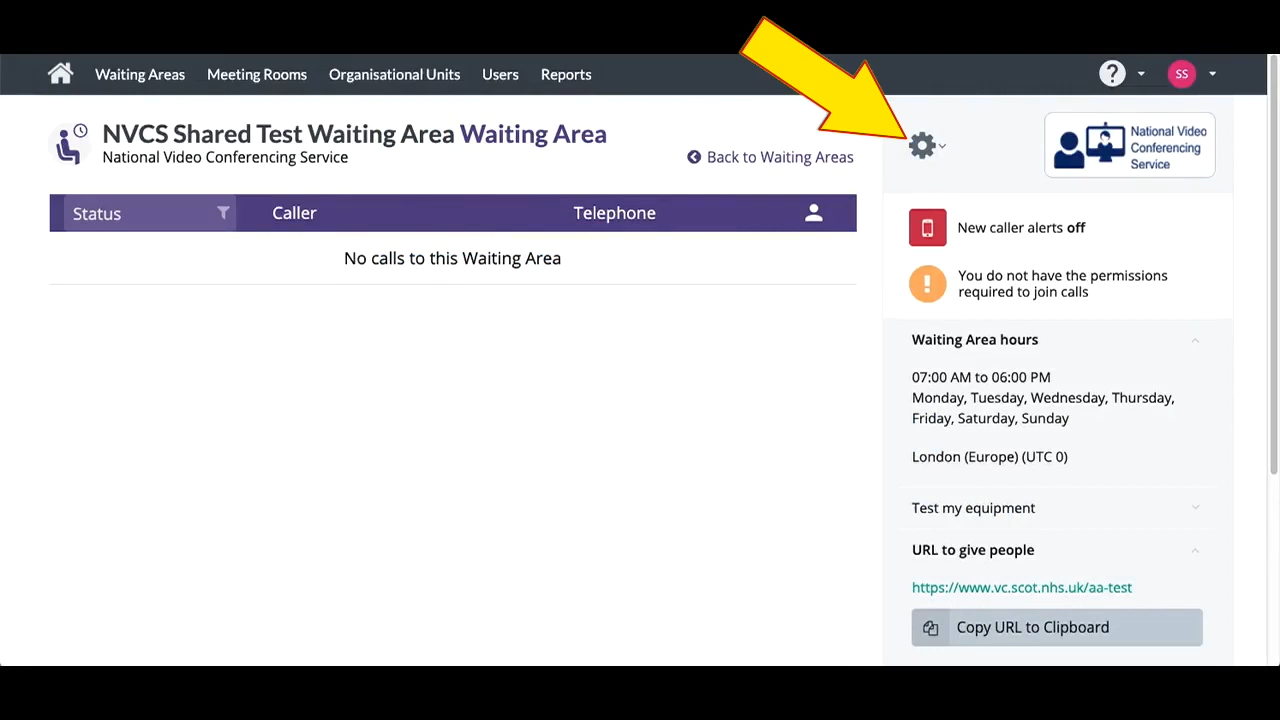 Waiting Areas Meeting Rooms Organisational Units Users Reports ? SS
NVCS Shared Test Waiting Area Waiting Area
National Video Conferencing Service
Back to Waiting Areas
National Video
Conferencing
Service
Status Caller Telephone
No calls to this Waiting Area
New caller alerts off
You do not have the permissions
required to join calls
Waiting Area hours
07:00 AM to 06:00 PM
Monday, Tuesday, Wednesday, Thursday,
Friday, Saturday, Sunday
London (Europe) (UTC 0)
Test my equipment
URL to give people
https://www.vc.scot.nhs.uk/aa-test
Copy URL to Clipboard